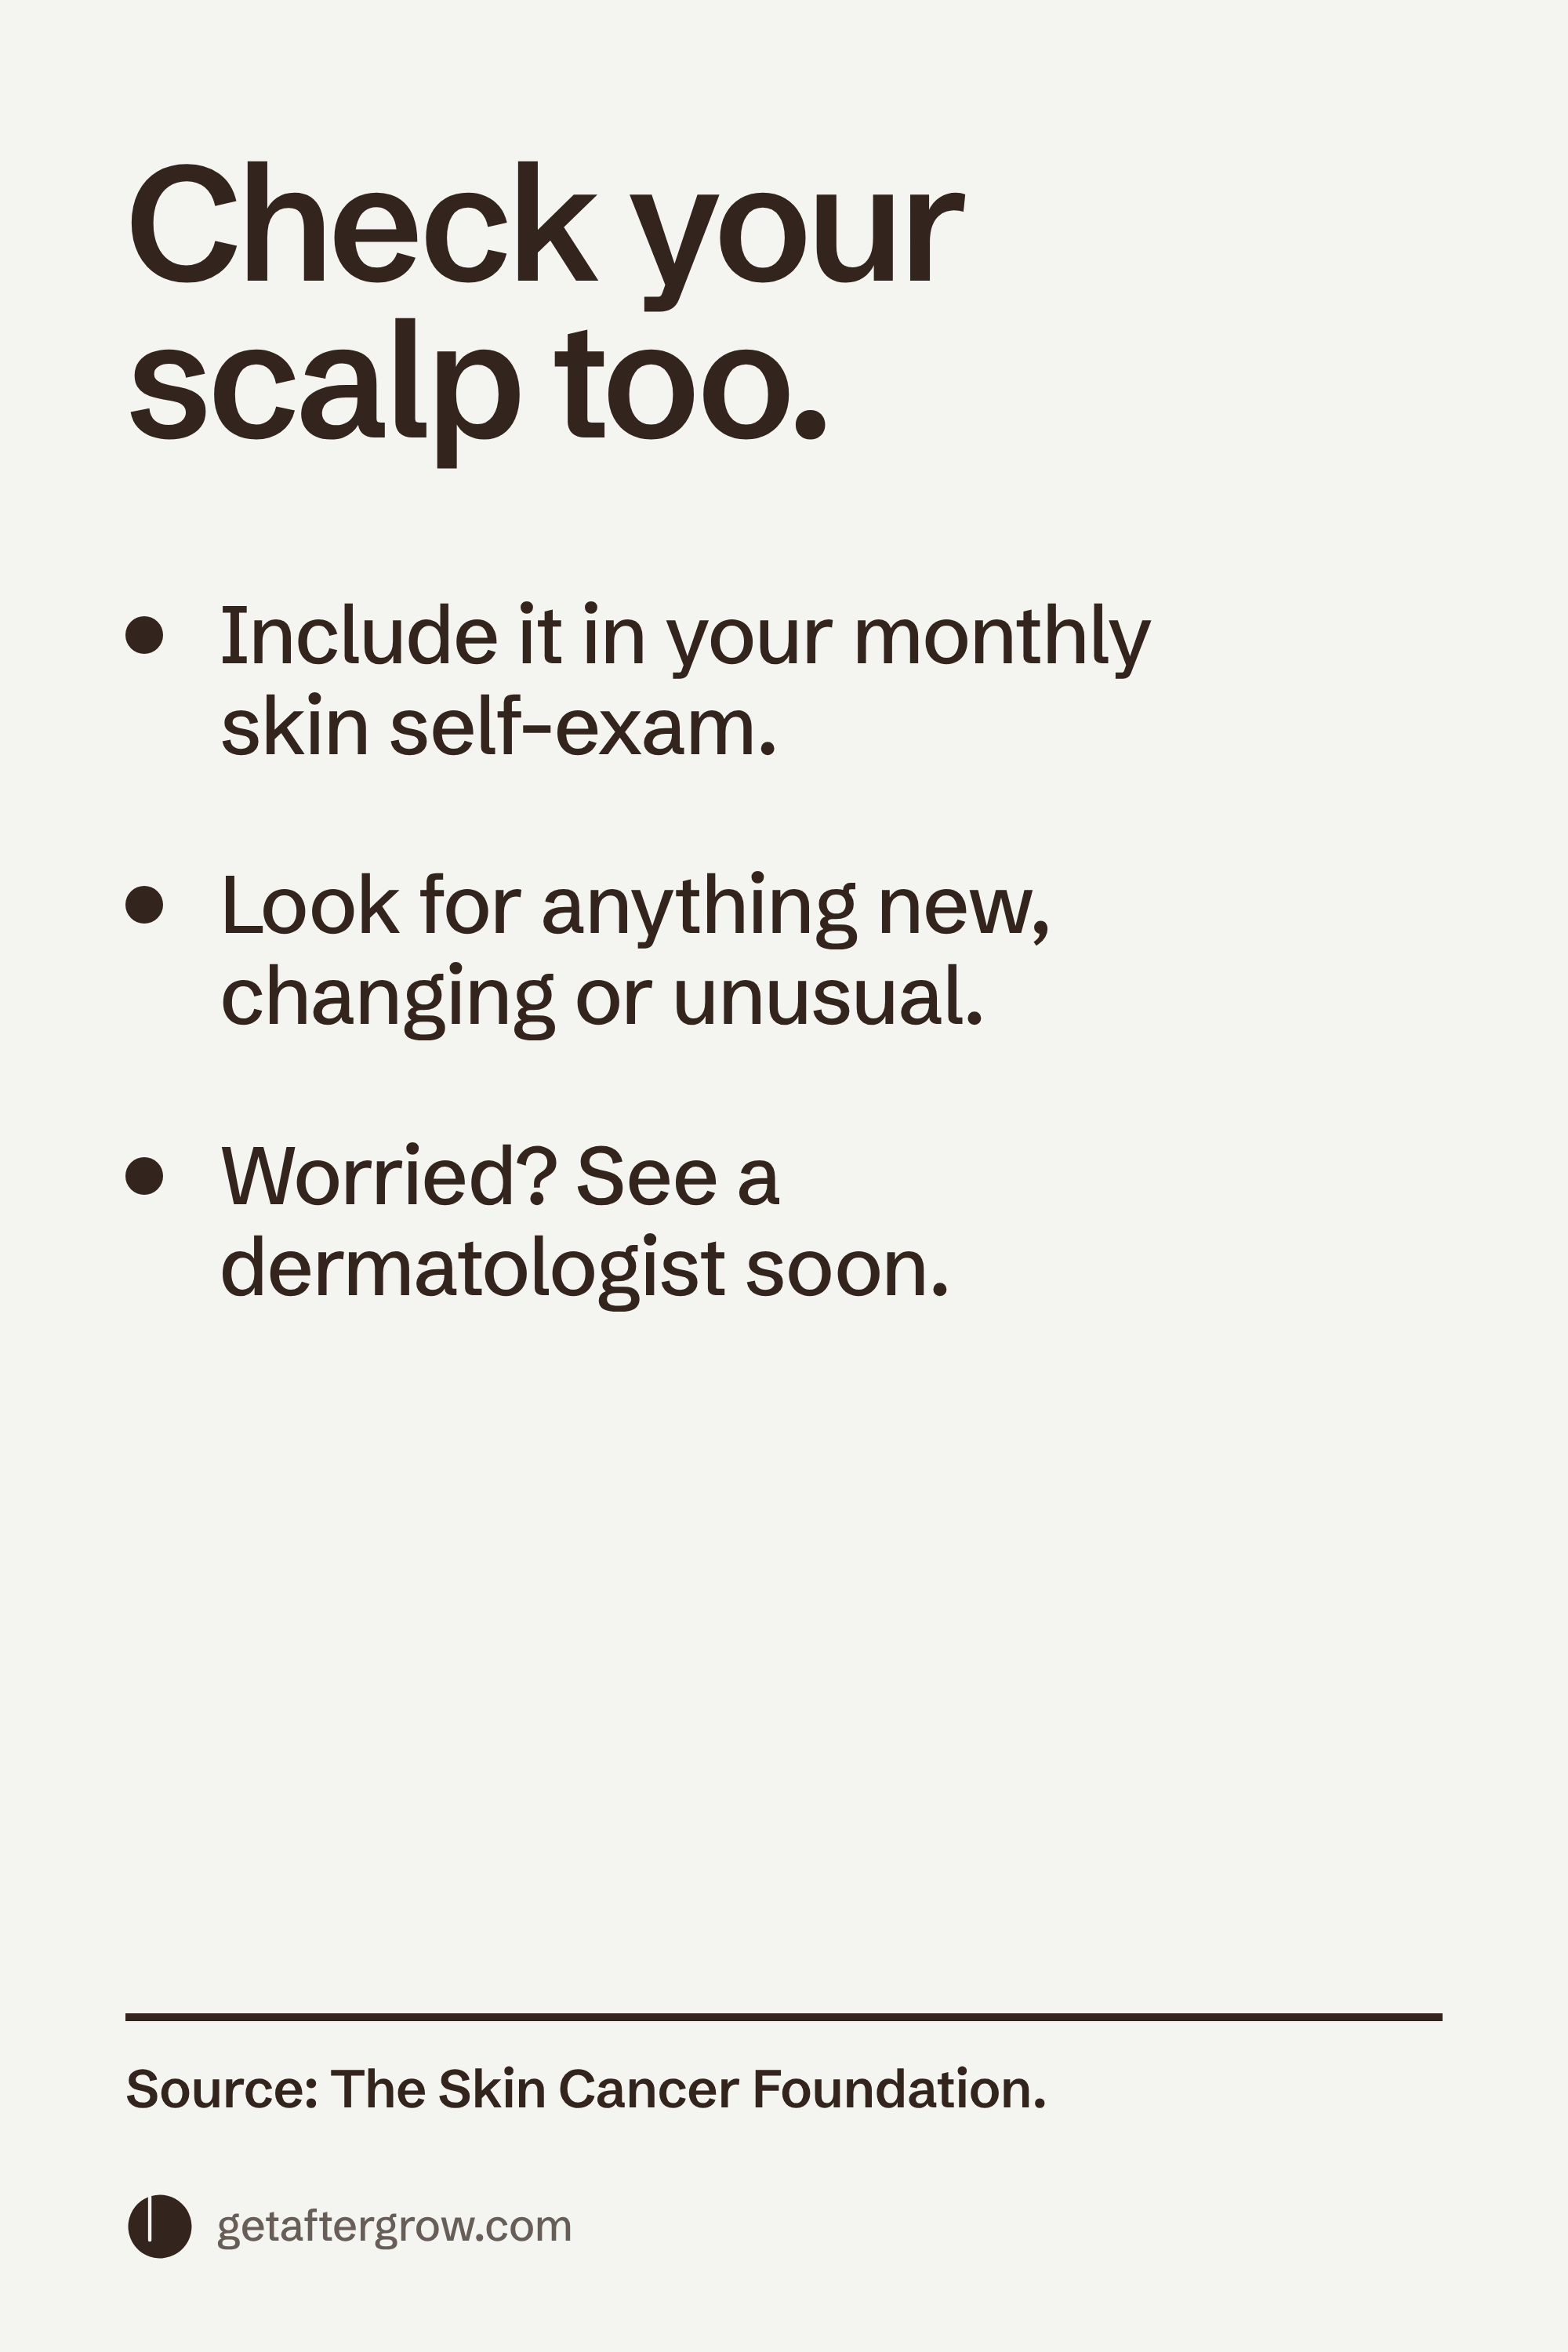 Check your
scalp too.
Include it in your monthly
skin self-exam.
Look for anything new,
changing or unusual.
Worried? See a
dermatologist soon.
Source: The Skin Cancer Foundation.
getaftergrow.com